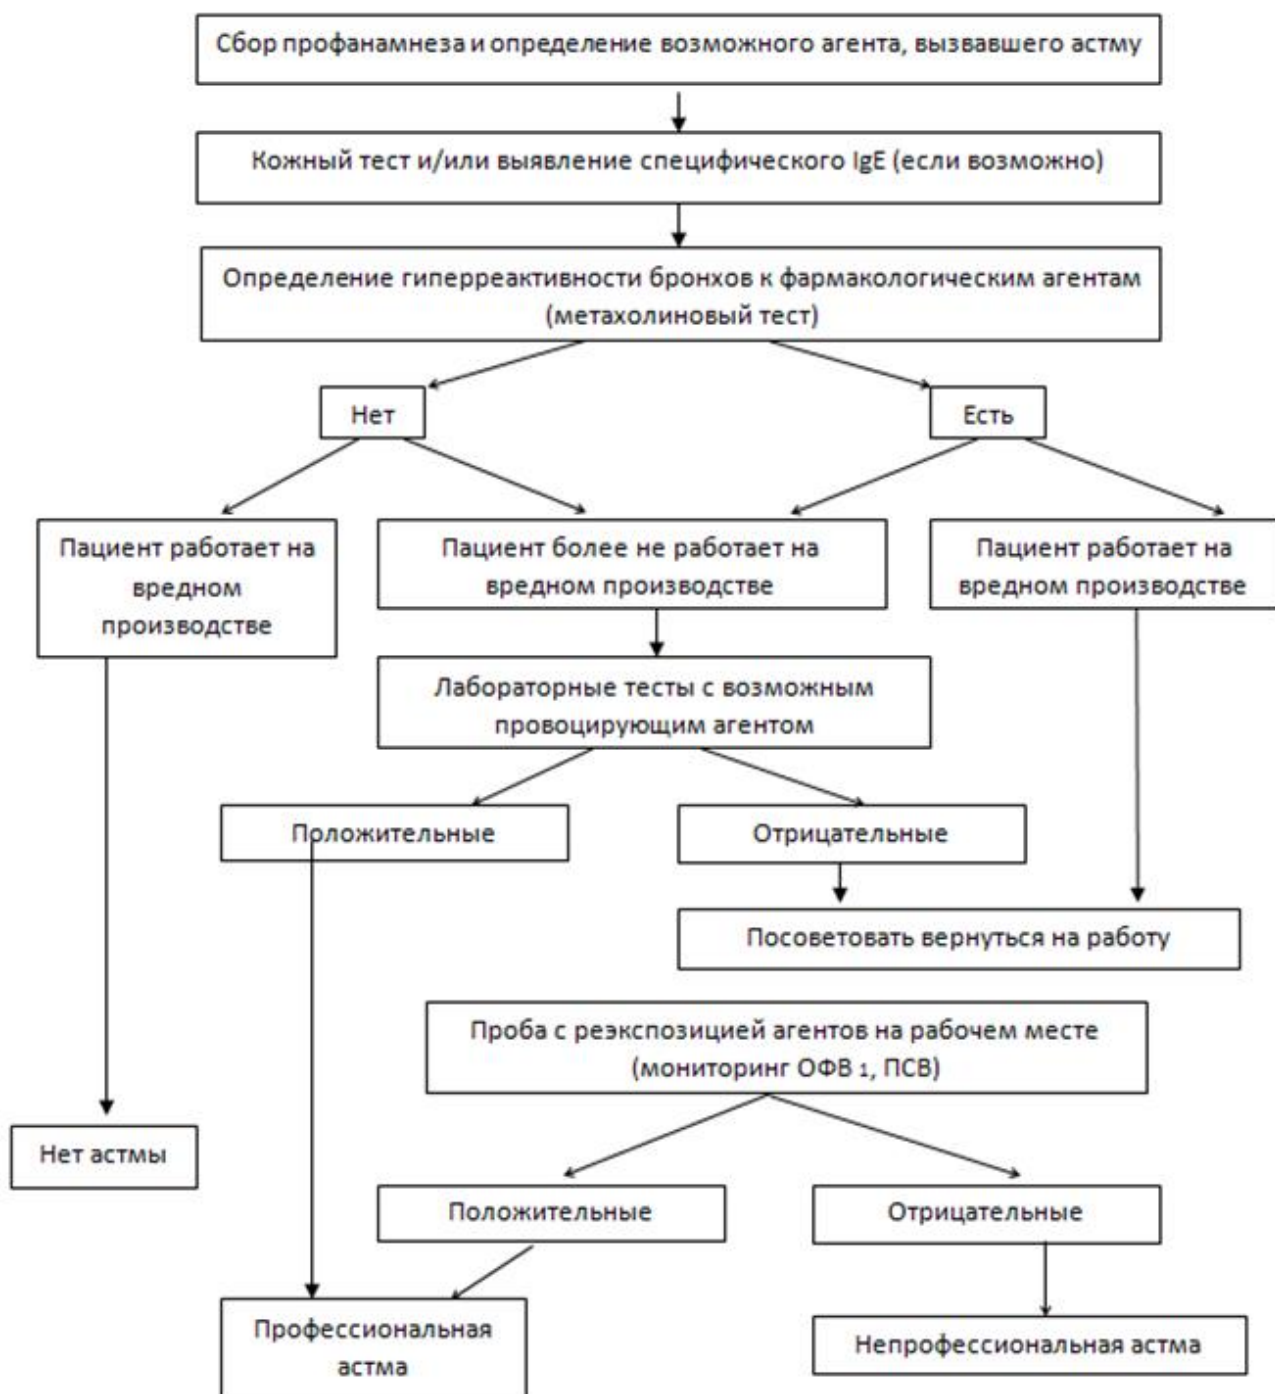 Сбор профанамнеза и определение возможного агента, вызвавшего астму
Кожный тест и/или выявление специфического IgE (если возможно)
Определение гиперреактивности бронхов к фармакологическим агентам
(метахолиновый тест)
Нет
Есть
Пациент работает на
вредном
производстве
Пациент более не работает на
вредном производстве
Пациент работает на
вредном производстве
Лабораторные тесты с возможным
провоцирующим агентом
Положительные
Отрицательные
Посоветовать вернуться на работу
Проба с реэкспозицией агентов на рабочем месте
(мониторинг ОФВ 1, ПСВ)
Нет астмы
Положительные
Отрицательные
Профессиональная
астма
Непрофессиональная астма